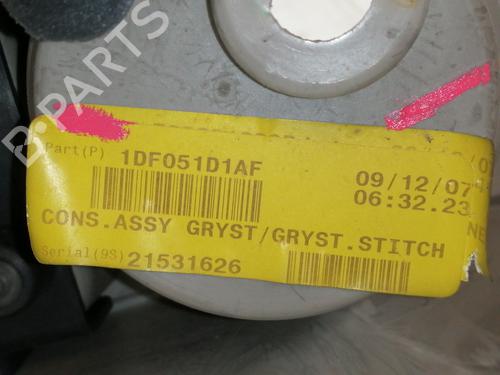 B-PARTS
Part(P) 1DF051D1AF
09/12/07
06:32.23
CONS.ASSY GRYST/GRYST.STITCH
Serial(9S) 21531626